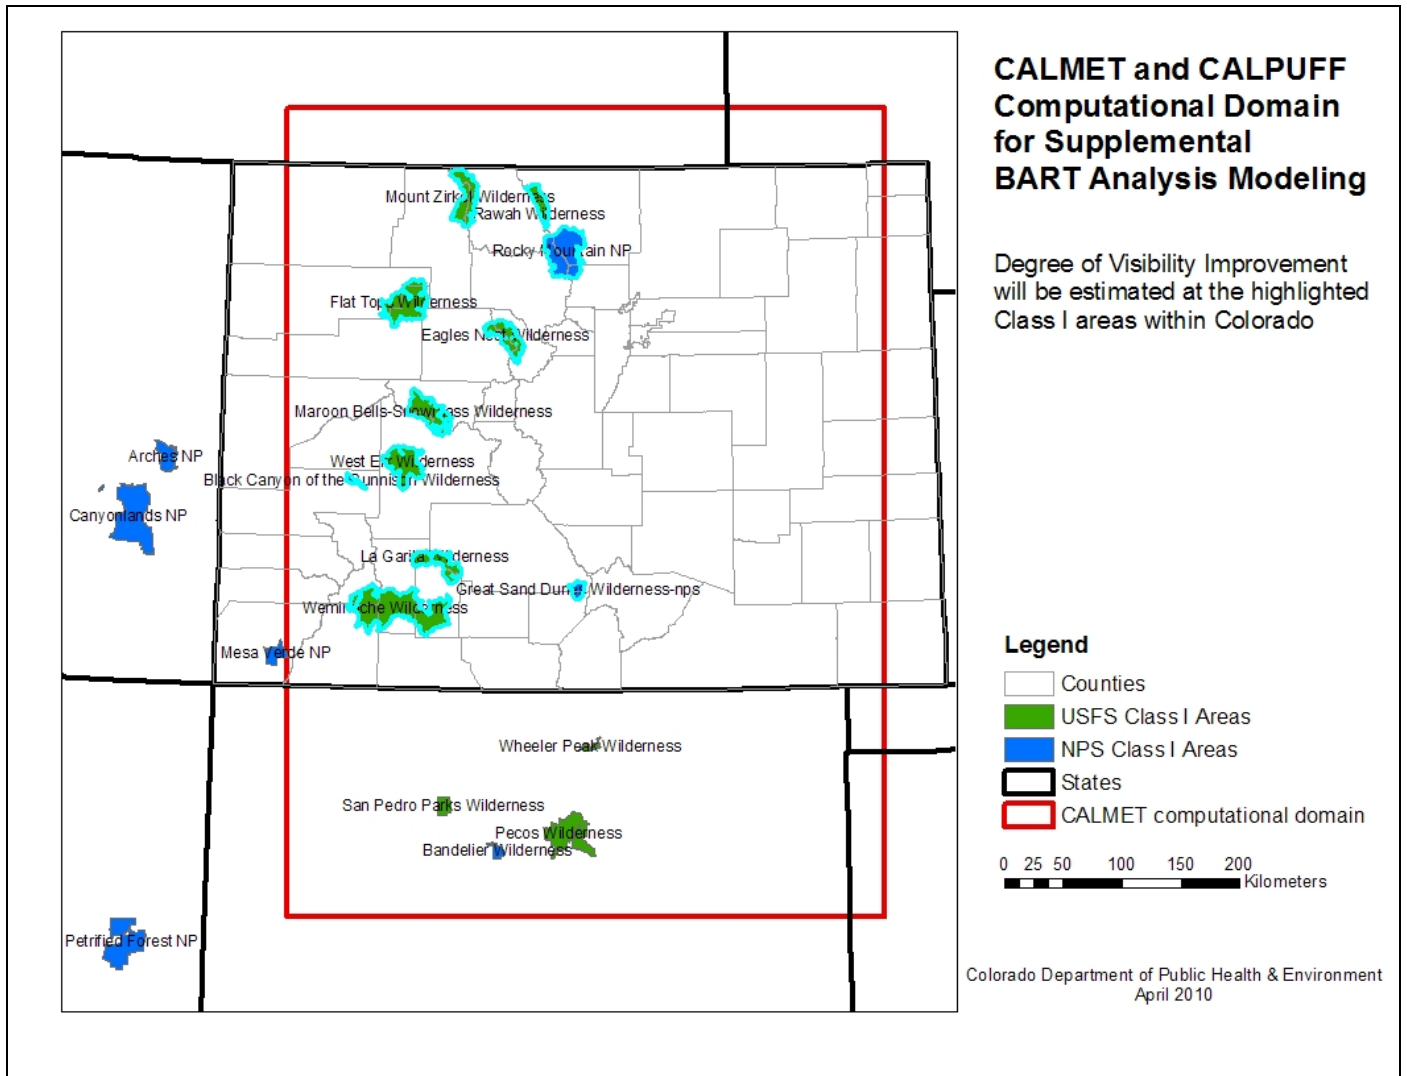 CALMET and CALPUFF
Computational Domain
for Supplemental
BART Analysis Modeling
Degree of Visibility Improvement
will be estimated at the highlighted
Class I areas within Colorado
Mount Zirkel Wilderness
Rawah Wilderness
Rocky Mountain NP
Flat Tops Wilderness
Eagles Nest Wilderness
Maroon Bells-Snowmass Wilderness
Arches NP
West Elk Wilderness
Black Canyon of the Gunnison Wilderness
Canyonlands NP
La Garita Wilderness
Great Sand Dunes Wilderness-nps
Weminuche Wilderness
Mesa Verde NP
Wheeler Peak Wilderness
San Pedro Parks Wilderness
Pecos Wilderness
Bandelier Wilderness
Petrified Forest NP
Legend
Counties
USFS Class I Areas
NPS Class I Areas
States
CALMET computational domain
0 25 50 100 150 200
Kilometers
Colorado Department of Public Health & Environment
April 2010